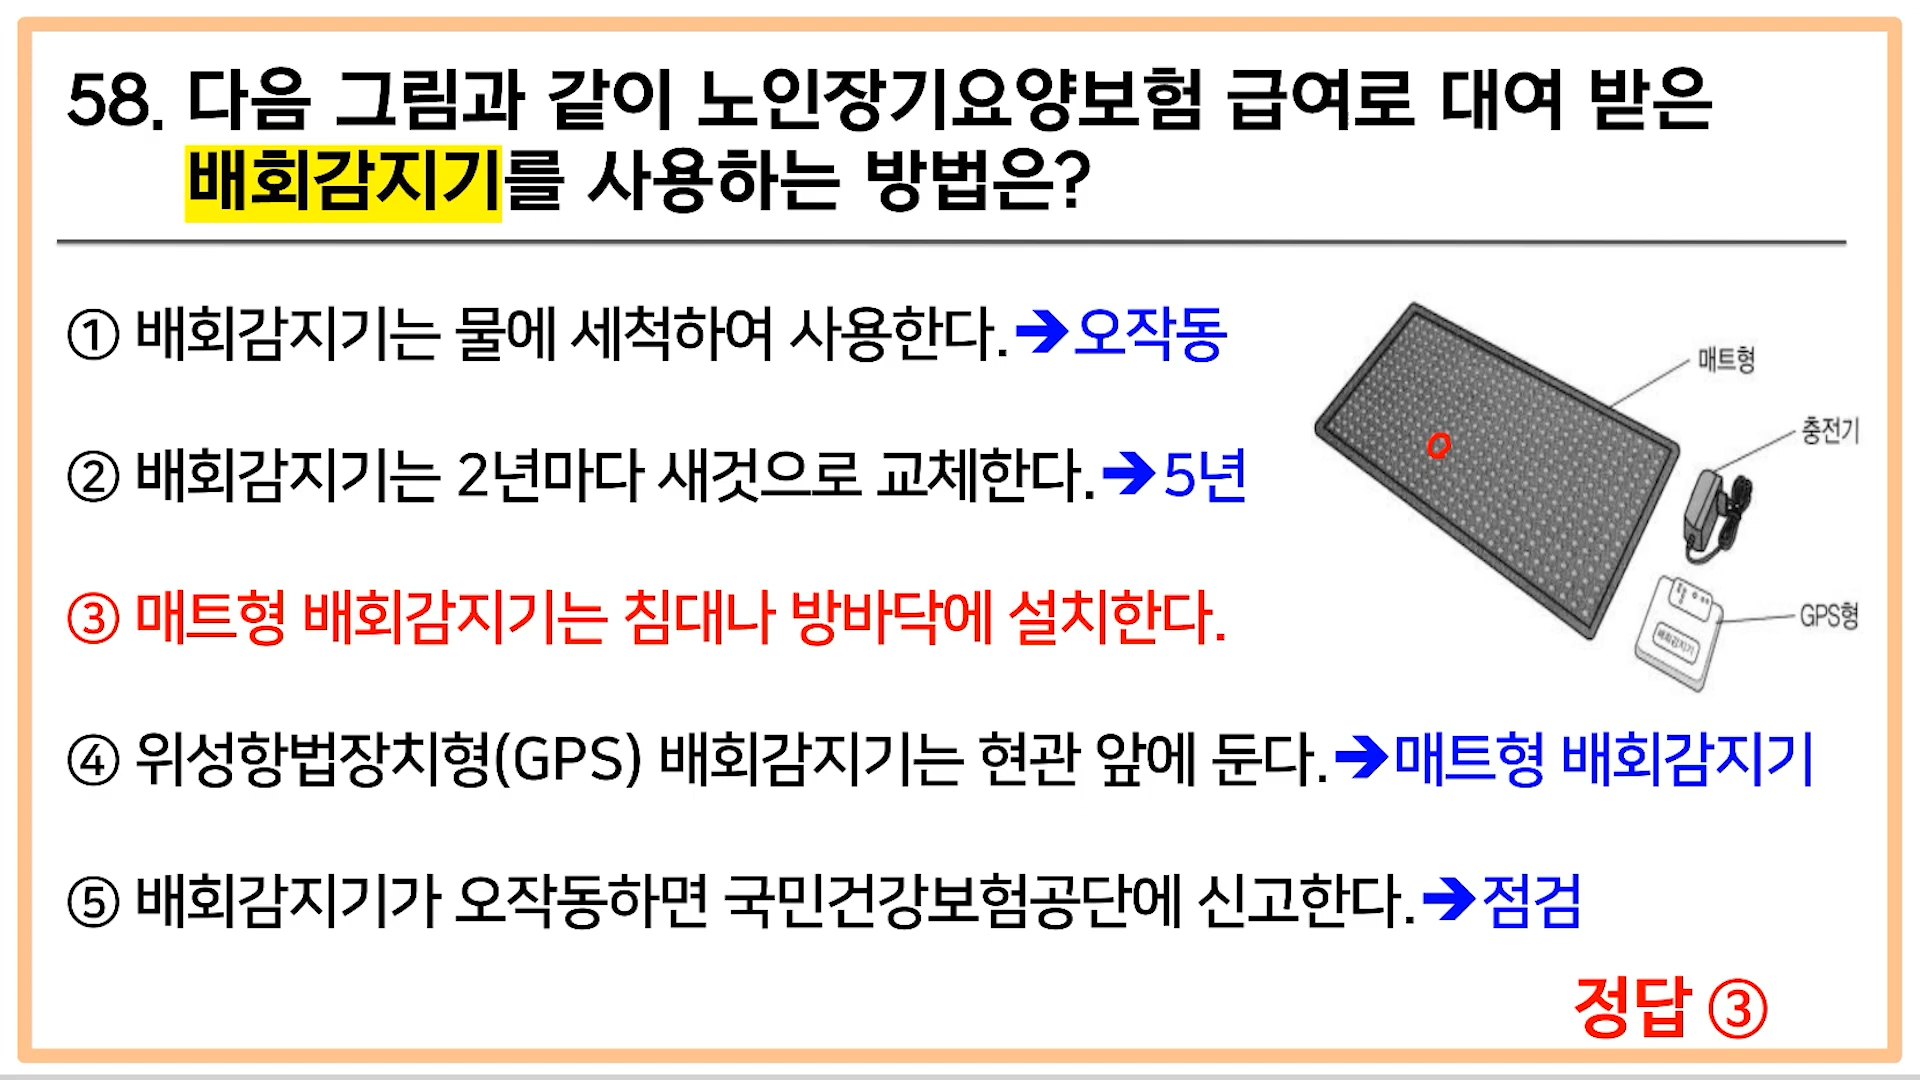 58. 다음 그림과 같이 노인장기요양보험 급여로 대여 받은
배회감지기를 사용하는 방법은?
① 배회감지기는 물에 세척하여 사용한다.➔오작동
② 배회감지기는 2년마다 새것으로 교체한다.➔5년
③ 매트형 배회감지기는 침대나 방바닥에 설치한다.
④ 위성항법장치형(GPS) 배회감지기는 현관 앞에 둔다.➔매트형 배회감지기
⑤ 배회감지기가 오작동하면 국민건강보험공단에 신고한다.➔점검
매트형
충전기
GPS형
배회감지기
정답 ③